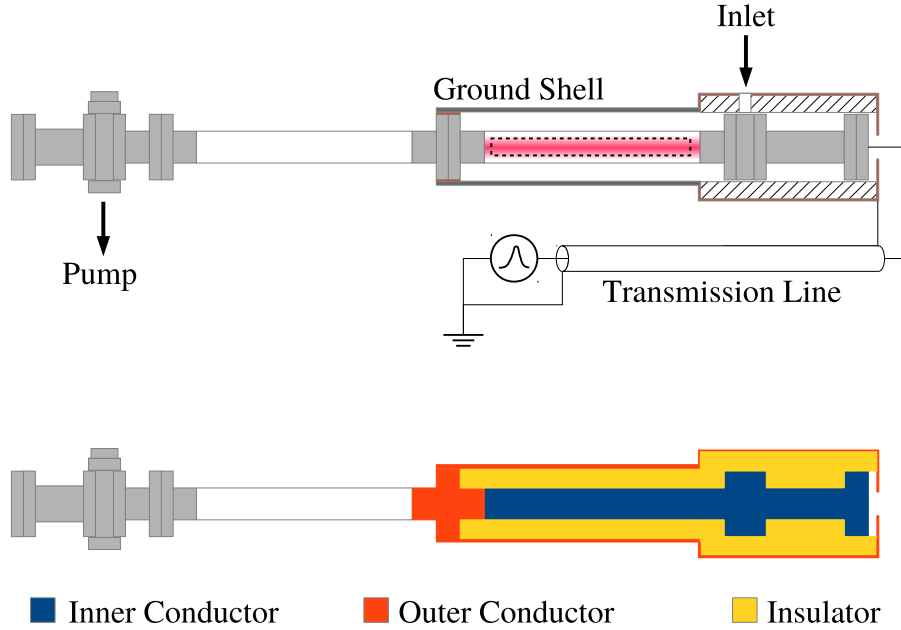 Inlet
Ground Shell
Pump
Transmission Line
Inner Conductor
Outer Conductor
Insulator